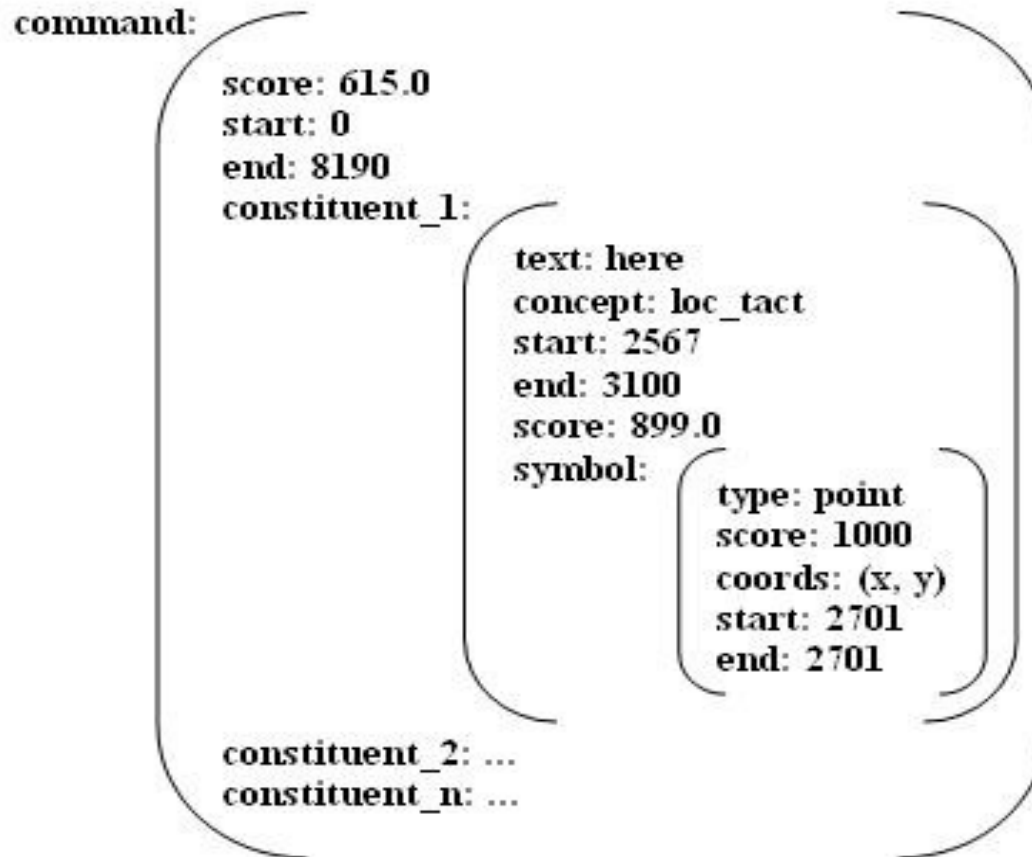 command:
score: 615.0
start: 0
end: 8190
constituent_1:
text: here
concept: loc_tact
start: 2567
end: 3100
score: 899.0
symbol:
type: point
score: 1000
coords: (x, y)
start: 2701
end: 2701
constituent_2: ...
constituent_n: ...